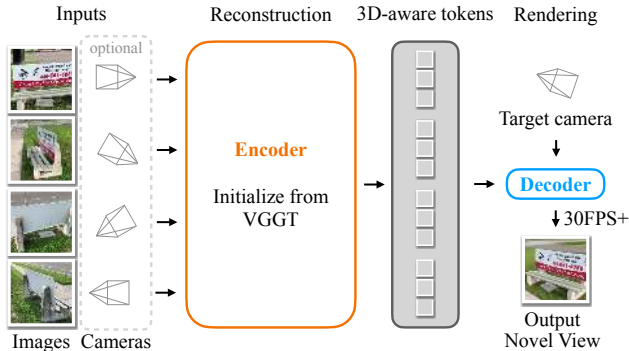 Inputs
Reconstruction
3D-aware tokens
Rendering
optional
Encoder
Initialize from
VGGT
Target camera
Decoder
30FPS+
Images
Cameras
Output
Novel View